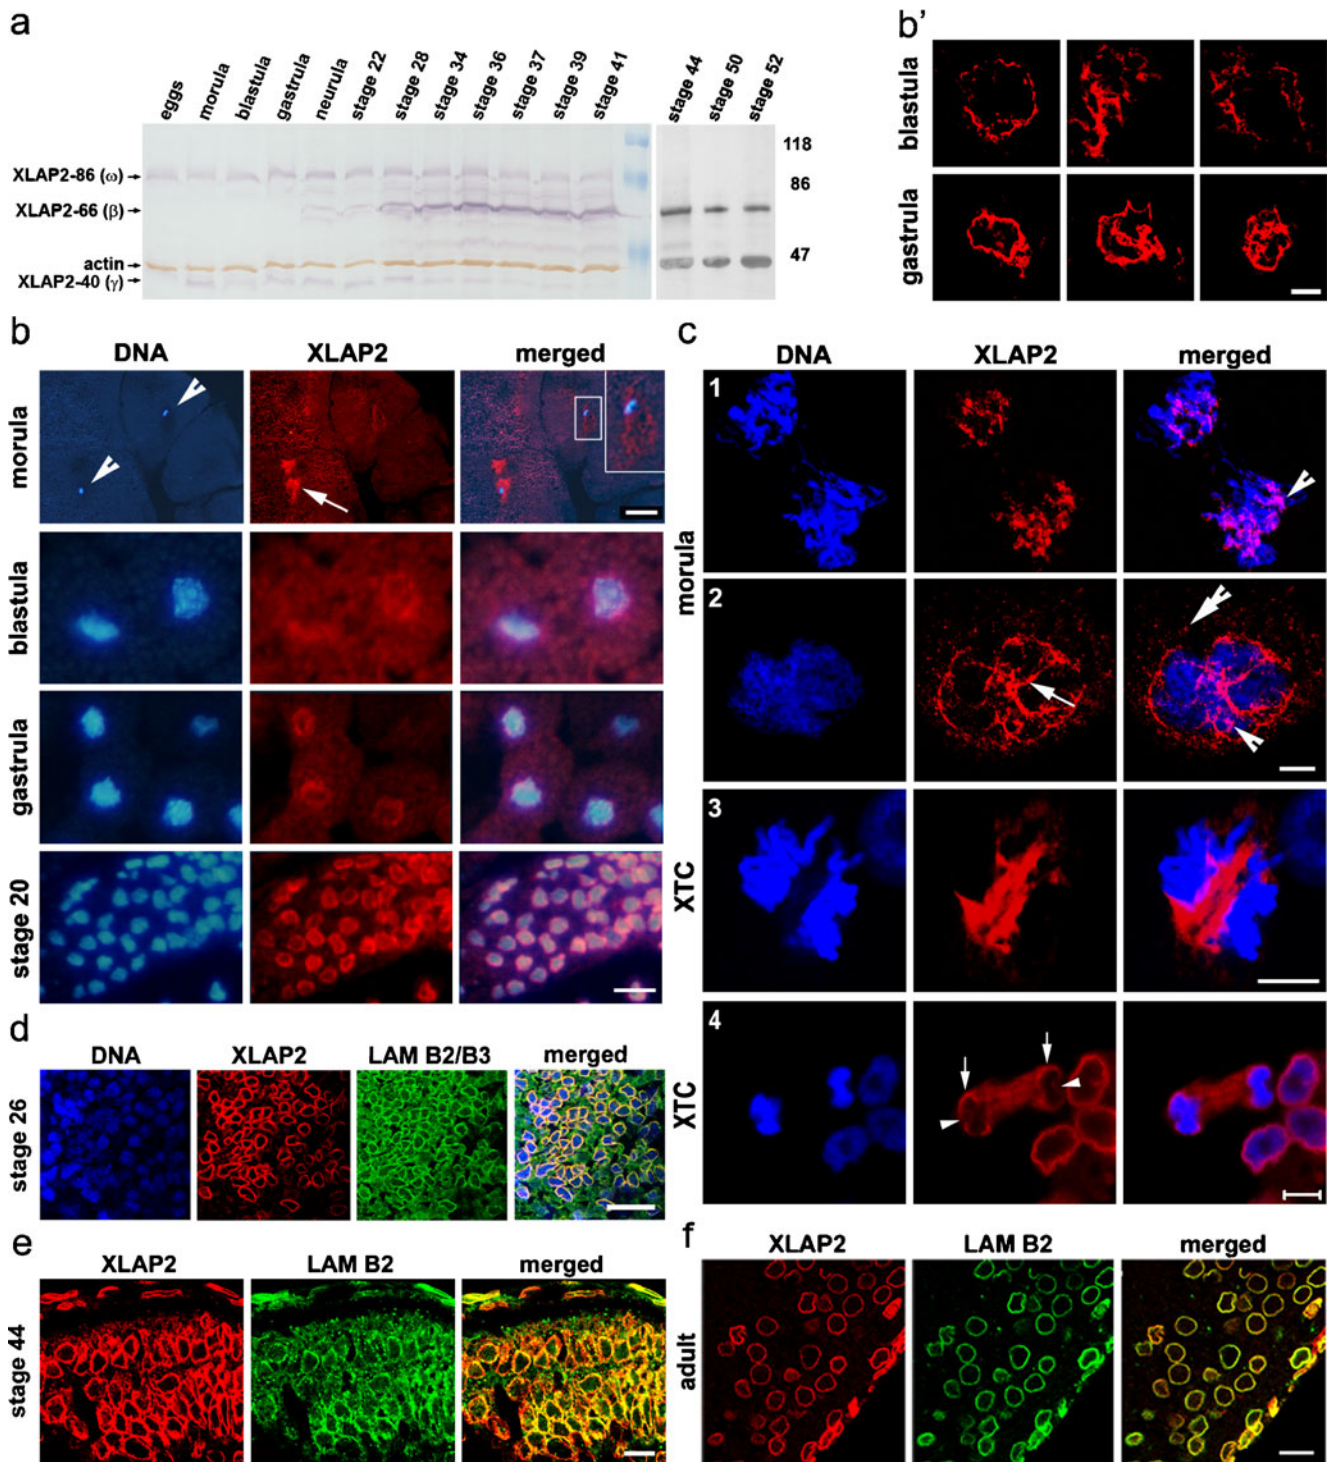 a
eggs morula blastula gastrula neurula stage 22 stage 28 stage 34 stage 36 stage 37 stage 39 stage 41 stage 44 stage 50 stage 52
XLAP2-86 (ω)
XLAP2-66 (β)
actin
XLAP2-40 (γ)
118
86
47
b'
blastula
gastrula
b
DNA XLAP2 merged
morula
blastula
gastrula
stage 20
c
DNA XLAP2 merged
morula
1
2
XTC
3
XTC
4
d
DNA XLAP2 LAM B2/B3 merged
stage 26
e
XLAP2 LAM B2 merged
stage 44
f
XLAP2 LAM B2 merged
adult